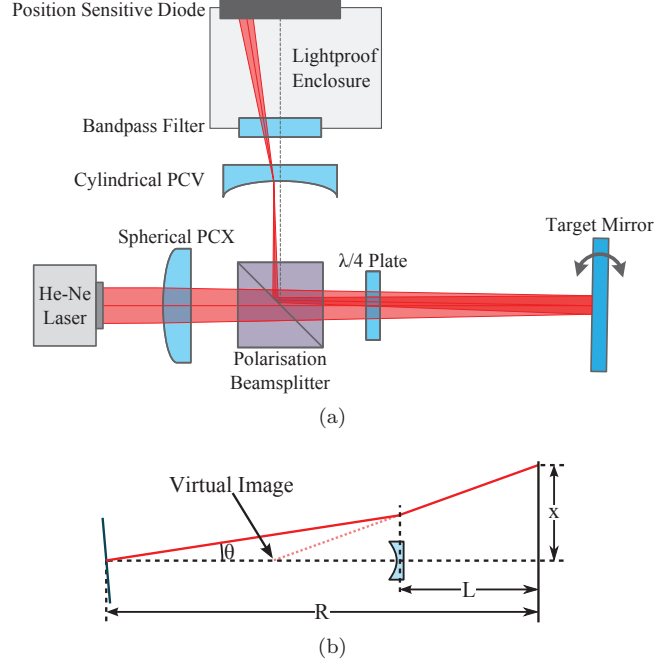 Position Sensitive Diode
Lightproof
Enclosure
Bandpass Filter
Cylindrical PCV
Spherical PCX
λ/4 Plate
Target Mirror
He-Ne
Laser
Polarisation
Beamsplitter
(a)
Virtual Image
θ
x
L
R
(b)